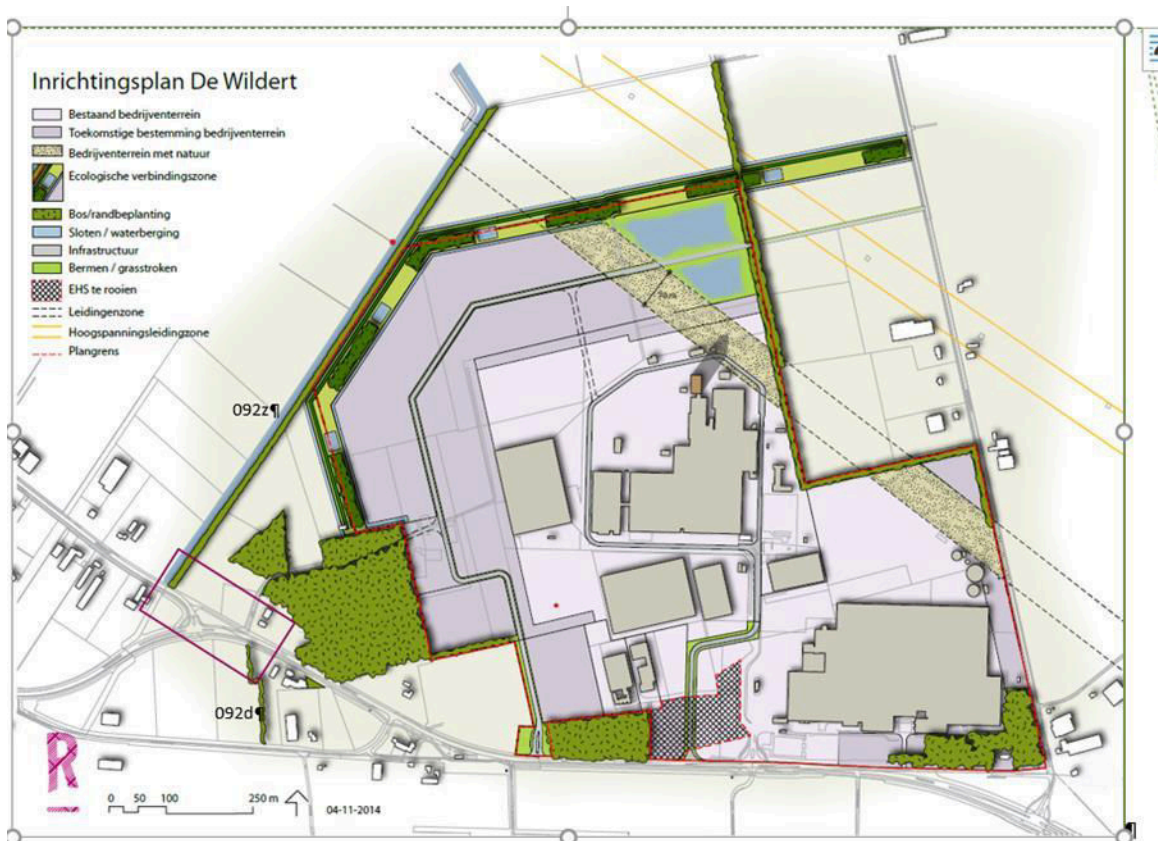 Inrichtingsplan De Wildert
Bestaand bedrijventerrein
Toekomstige bestemming bedrijventerrein
Bedrijventerrein met natuur
Ecologische verbindingszone
Bos/randbeplanting
Sloten / waterberging
Infrastructuur
Bermen / grasstroken
EHS te rooien
Leidingenzone
Hoogspanningsleidingzone
Plangrens
092z¶
092d¶
R
0 50 100 250 m
04-11-2014
¶